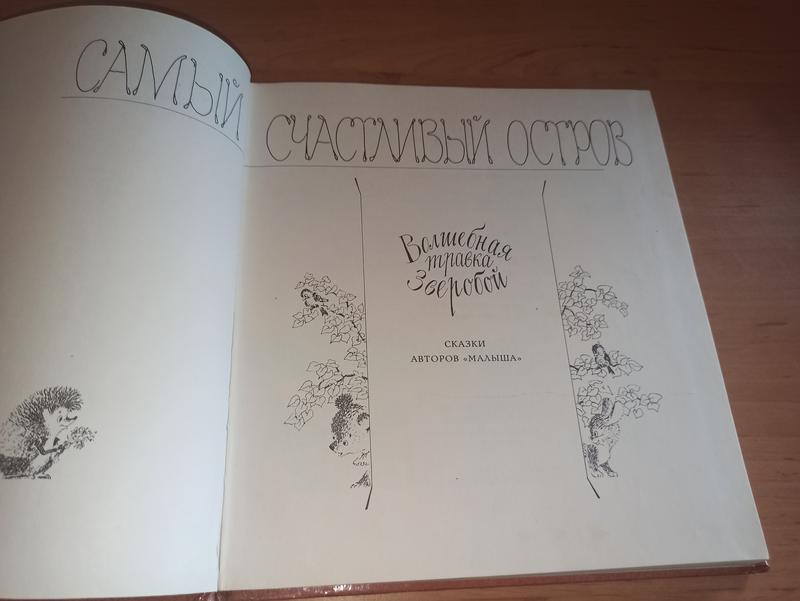 САМЫЙ СЧАСТЛИВЫЙ ОСТРОВ
Волшебная
травка
Зверобой
СКАЗКИ
АВТОРОВ «МАЛЫША»